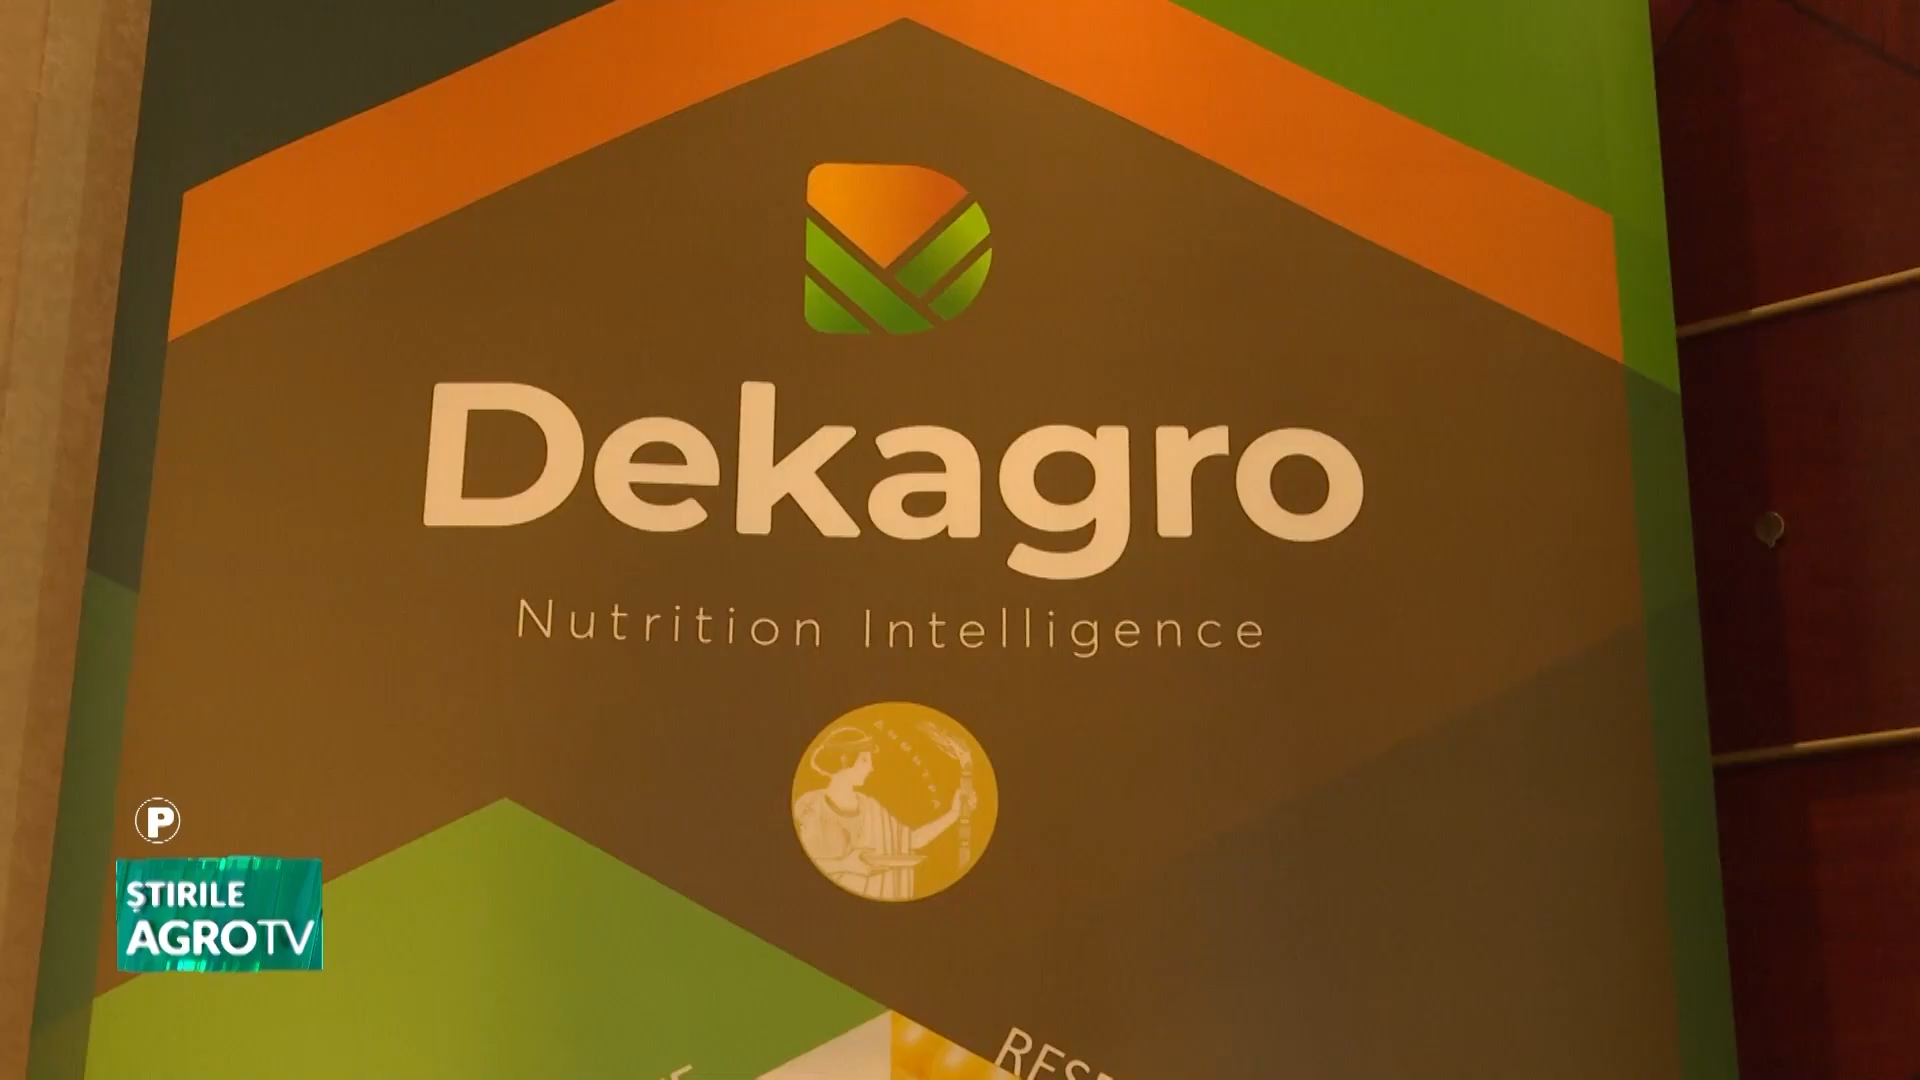 Dekagro
Nutrition Intelligence
P
ȘTIRILE
AGROTV